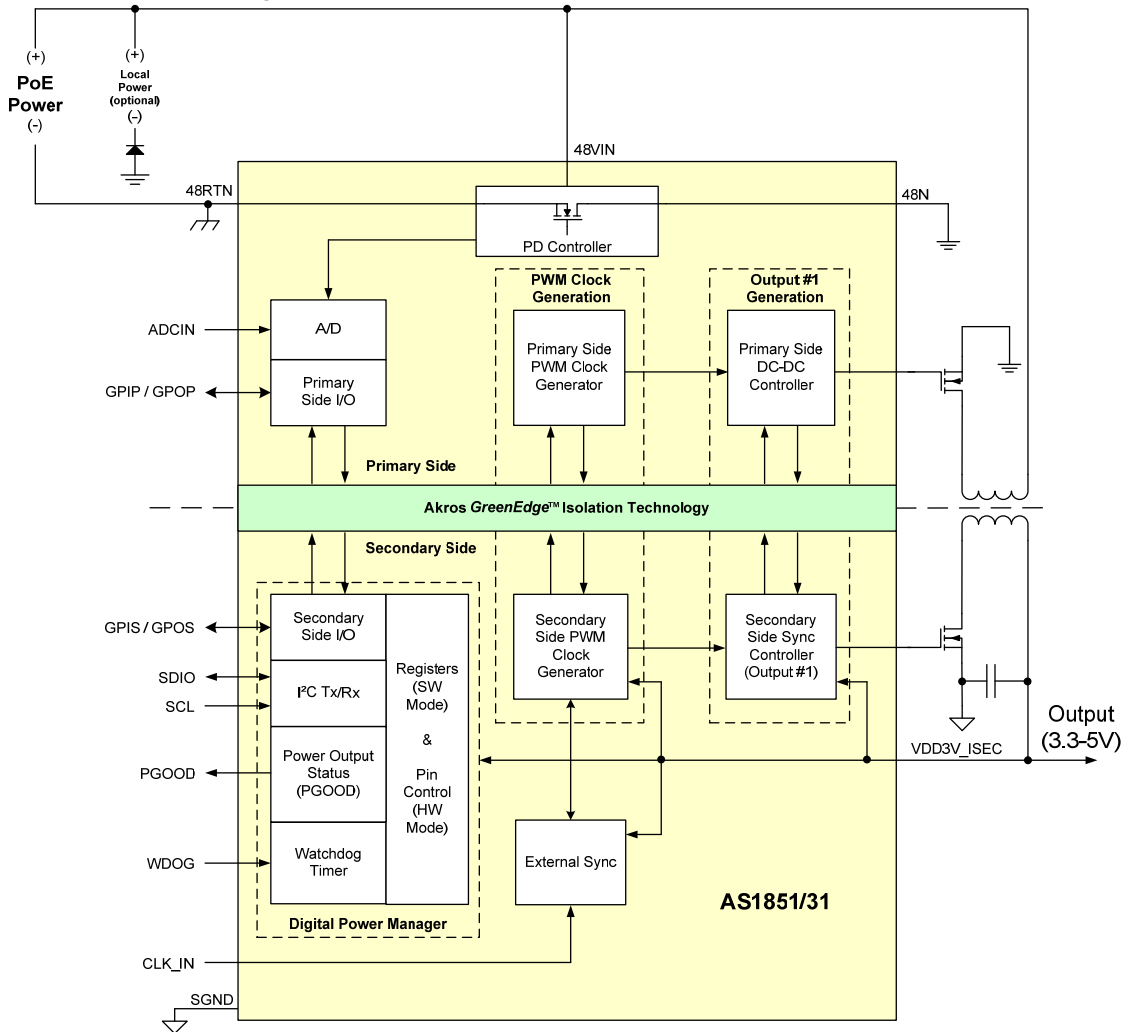 (+)
PoE
Power
(-)
(+)
Local
Power
(optional)
(-)
48VIN
48RTN
48N
PD Controller
PWM Clock
Generation
Output #1
Generation
ADCIN
A/D
Primary Side
PWM Clock
Generator
Primary Side
DC-DC
Controller
GPIP / GPOP
Primary
Side I/O
Primary Side
Akros GreenEdge™ Isolation Technology
Secondary Side
GPIS / GPOS
Secondary
Side I/O
SDIO
SCL
I²C Tx/Rx
PGOOD
Power Output
Status
(PGOOD)
WDOG
Watchdog
Timer
Registers
(SW
Mode)
&
Pin
Control
(HW
Mode)
Digital Power Manager
Secondary
Side PWM
Clock
Generator
Secondary
Side Sync
Controller
(Output #1)
External Sync
VDD3V_ISEC
Output
(3.3-5V)
AS1851/31
CLK_IN
SGND